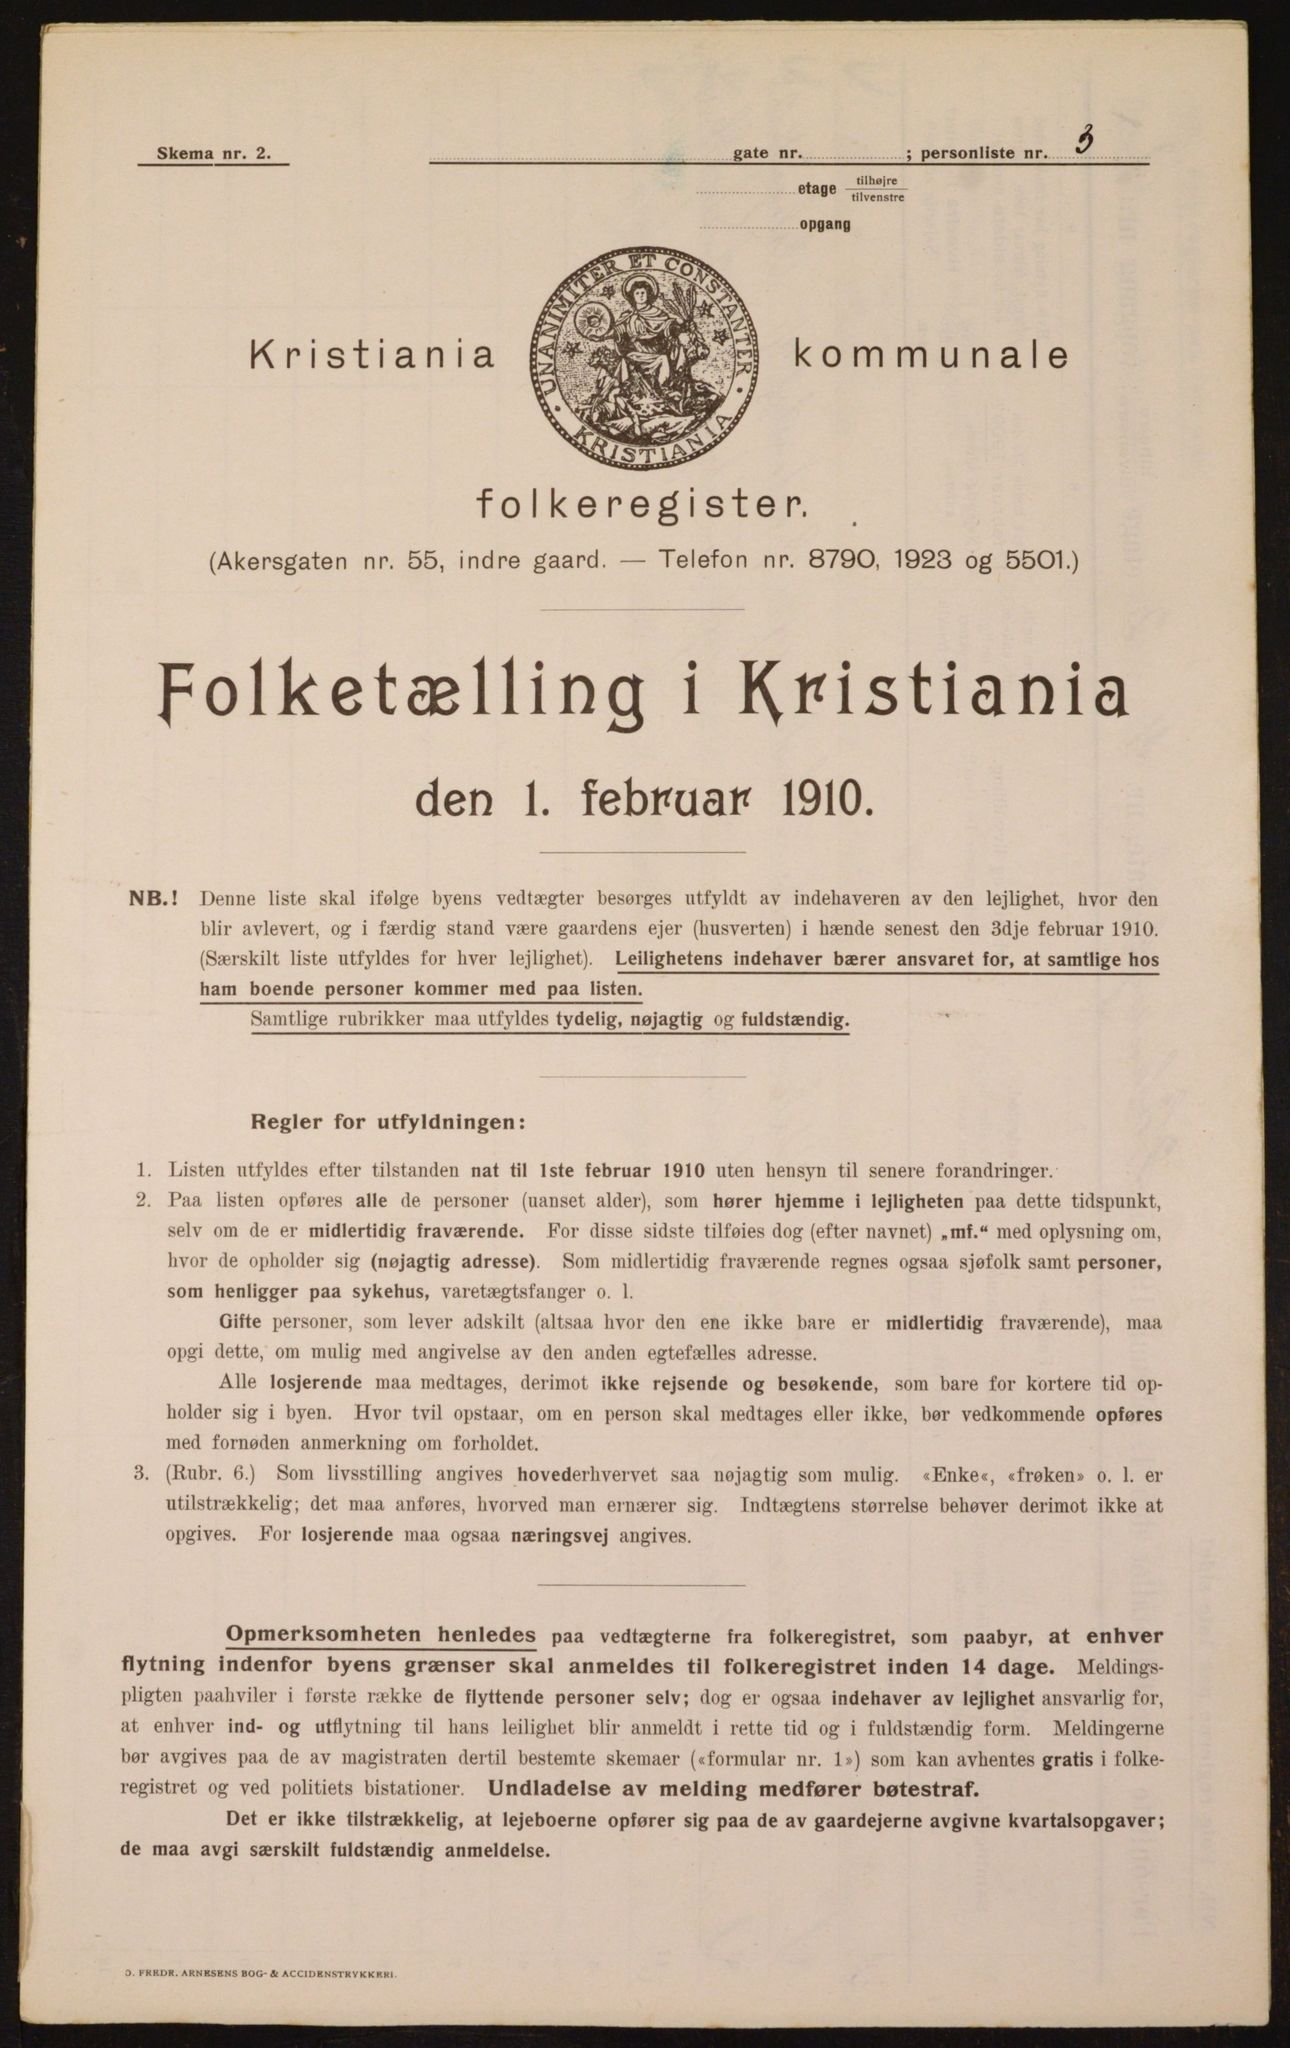 Skema nr. 2.
gate nr. ; personliste nr. 3
etage tilhøjre
tilvenstre
opgang
UNANIMITER ET CONSTANTER
KRISTIANIA
Kristiania kommunale
folkeregister.
(Akersgaten nr. 55, indre gaard. — Telefon nr. 8790, 1923 og 5501.)
Folketælling i Kristiania
den 1. februar 1910.
NB.! Denne liste skal ifølge byens vedtægter besørges utfyldt av indehaveren av den lejlighet, hvor den
blir avlevert, og i færdig stand være gaardens ejer (husverten) i hænde senest den 3dje februar 1910.
(Særskilt liste utfyldes for hver lejlighet). Leilighetens indehaver bærer ansvaret for, at samtlige hos
ham boende personer kommer med paa listen.
Samtlige rubrikker maa utfyldes tydelig, nøjagtig og fuldstændig.
Regler for utfyldningen:
1. Listen utfyldes efter tilstanden nat til 1ste februar 1910 uten hensyn til senere forandringer.
2. Paa listen opføres alle de personer (uanset alder), som hører hjemme i lejligheten paa dette tidspunkt,
selv om de er midlertidig fraværende. For disse sidste tilføies dog (efter navnet) „mf.“ med oplysning om,
hvor de opholder sig (nøjagtig adresse). Som midlertidig fraværende regnes ogsaa sjøfolk samt personer,
som henligger paa sykehus, varetægtsfanger o. l.
Gifte personer, som lever adskilt (altsaa hvor den ene ikke bare er midlertidig fraværende), maa
opgi dette, om mulig med angivelse av den anden egtefælles adresse.
Alle losjerende maa medtages, derimot ikke rejsende og besøkende, som bare for kortere tid op-
holder sig i byen. Hvor tvil opstaar, om en person skal medtages eller ikke, bør vedkommende opføres
med fornøden anmerkning om forholdet.
3. (Rubr. 6.) Som livsstilling angives hovederhvervet saa nøjagtig som mulig. «Enke«, «frøken» o. l. er
utilstrækkelig; det maa anføres, hvorved man ernærer sig. Indtægtens størrelse behøver derimot ikke at
opgives. For losjerende maa ogsaa næringsvej angives.
Opmerksomheten henledes paa vedtægterne fra folkeregistret, som paabyr, at enhver
flytning indenfor byens grænser skal anmeldes til folkeregistret inden 14 dage. Meldings-
pligten paahviler i første række de flyttende personer selv; dog er ogsaa indehaver av lejlighet ansvarlig for,
at enhver ind- og utflytning til hans leilighet blir anmeldt i rette tid og i fuldstændig form. Meldingerne
bør avgives paa de av magistraten dertil bestemte skemaer («formular nr. 1») som kan avhentes gratis i folke-
registret og ved politiets bistationer. Undladelse av melding medfører bøtestraf.
Det er ikke tilstrækkelig, at lejeboerne opfører sig paa de av gaardejerne avgivne kvartalsopgaver;
de maa avgi særskilt fuldstændig anmeldelse.
O. FREDR. ARNESENS BOG- & ACCIDENSTRYKKERI.